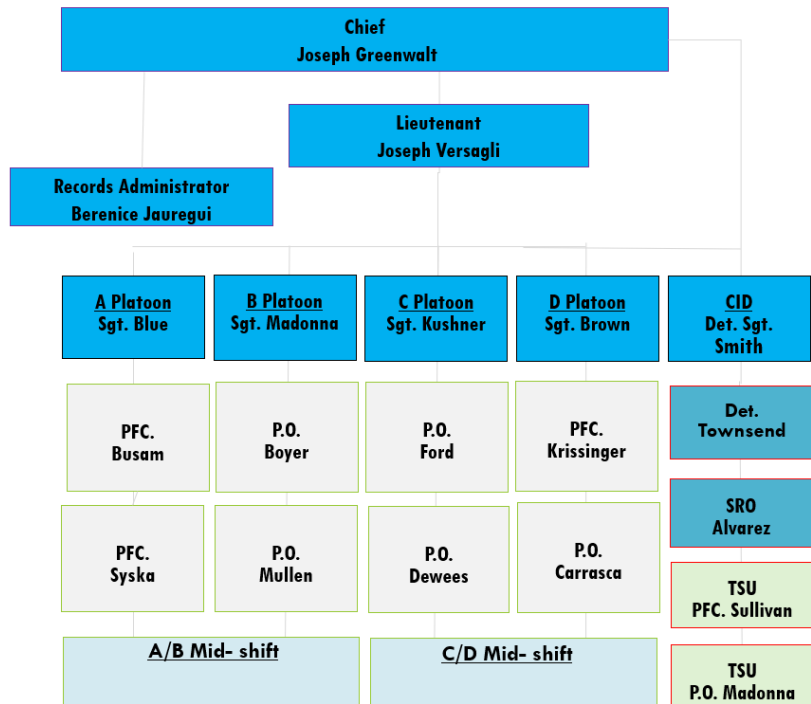 Chief
Joseph Greenwalt
Lieutenant
Joseph Versagli
Records Administrator
Berenice Jauregui
A Platoon
Sgt. Blue
B Platoon
Sgt. Madonna
C Platoon
Sgt. Kushner
D Platoon
Sgt. Brown
CID
Det. Sgt.
Smith
PFC.
Busam
P.O.
Boyer
P.O.
Ford
PFC.
Krissinger
Det.
Townsend
PFC.
Syska
P.O.
Mullen
P.O.
Dewees
P.O.
Carrasca
SRO
Alvarez
TSU
PFC. Sullivan
A/B Mid- shift
C/D Mid- shift
TSU
P.O. Madonna